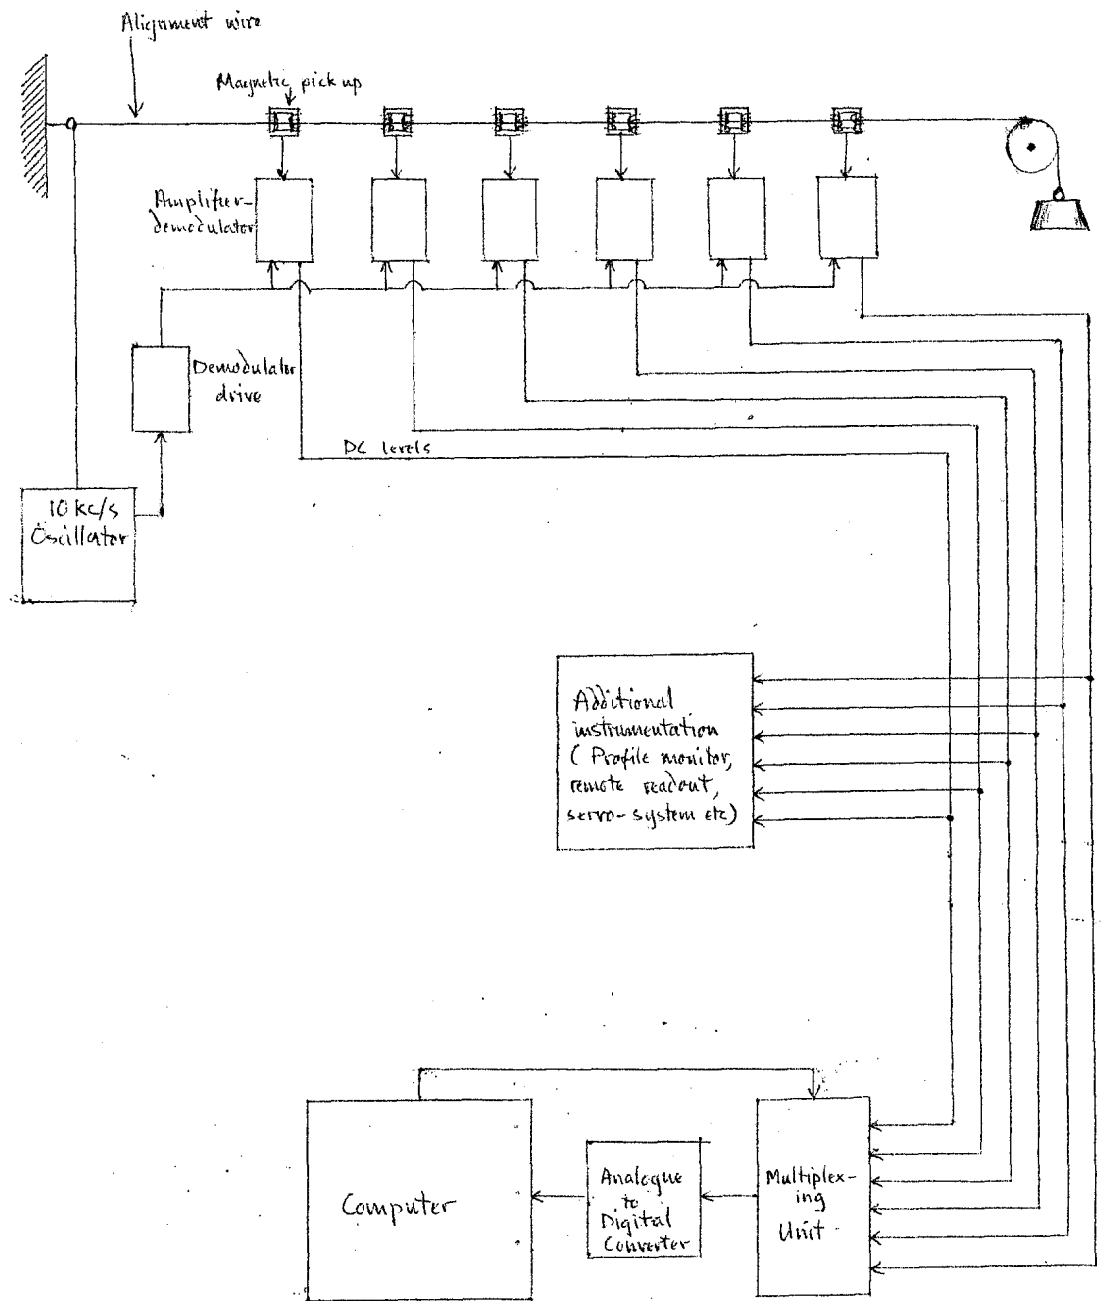 Alignment wire
Magnetic pick up
Amplifier-
demodulator
Demodulator
drive
DC levels
10 kc/s
Oscillator
Additional
instrumentation
( Profile monitor,
remote readout,
servo-system etc)
Computer
Analogue
to
Digital
Converter
Multiplex-
ing
Unit